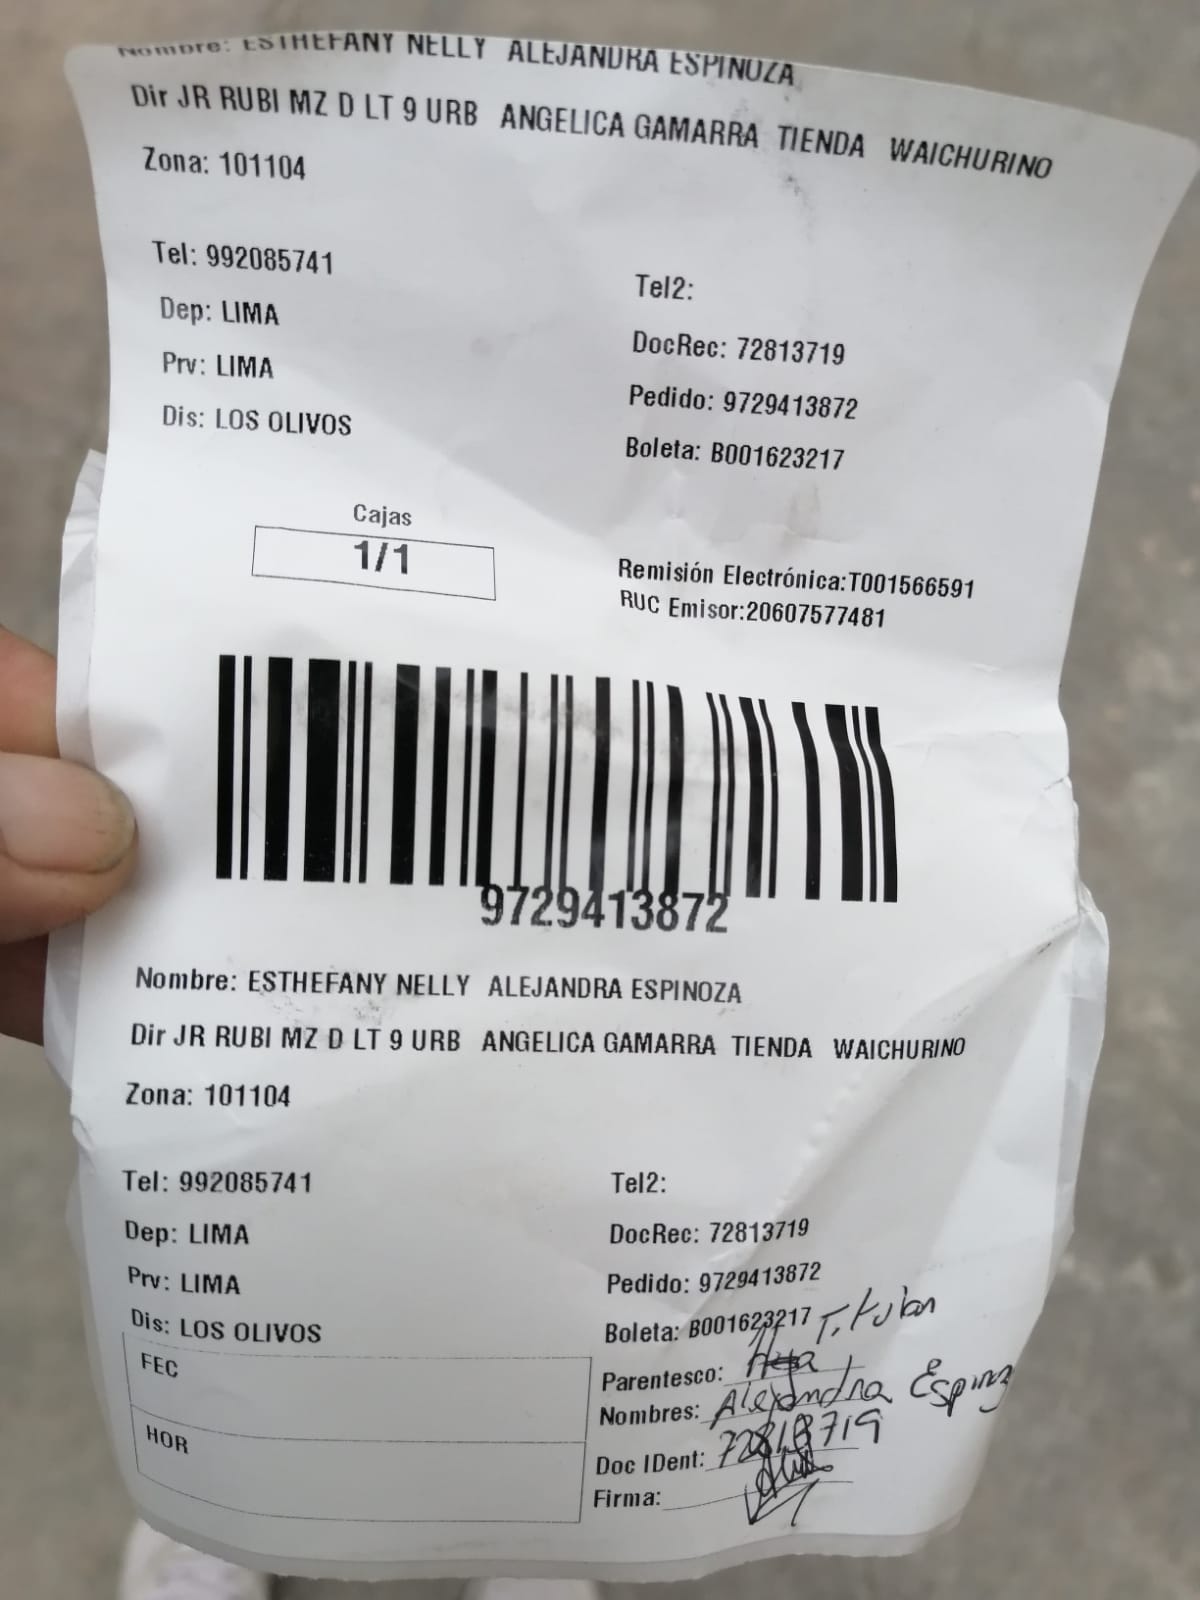 Nombre: ESTHEFANY NELLY ALEJANDRA ESPINOZA
Dir JR RUBI MZ D LT 9 URB ANGELICA GAMARRA TIENDA WAICHURINO
Zona: 101104
Tel: 992085741
Tel2:
Dep: LIMA
DocRec: 72813719
Prv: LIMA
Pedido: 9729413872
Dis: LOS OLIVOS
Boleta: B001623217
Cajas
1/1
Remisión Electrónica:T001566591
RUC Emisor:20607577481
9729413872
Nombre: ESTHEFANY NELLY ALEJANDRA ESPINOZA
Dir JR RUBI MZ D LT 9 URB ANGELICA GAMARRA TIENDA WAICHURINO
Zona: 101104
Tel: 992085741
Tel2:
Dep: LIMA
DocRec: 72813719
Prv: LIMA
Pedido: 9729413872
Dis: LOS OLIVOS
Boleta: B001623217
FEC
Parentesco: Titular
Nombres: Alejandra Espinoz
HOR
Doc IDent: 72813719
Firma: